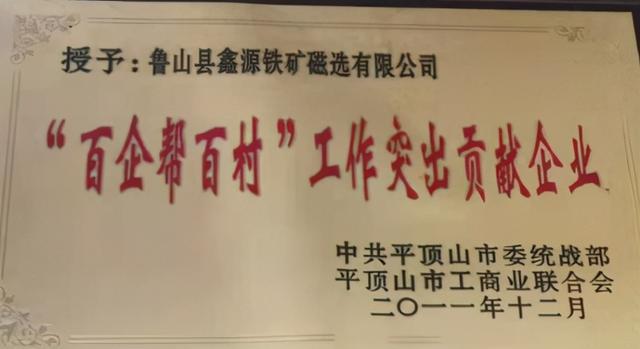 授予：鲁山县鑫源铁矿磁选有限公司
“百企帮百村”工作突出贡献企业
中共平顶山市委统战部
平顶山市工商业联合会
二〇一一年十二月